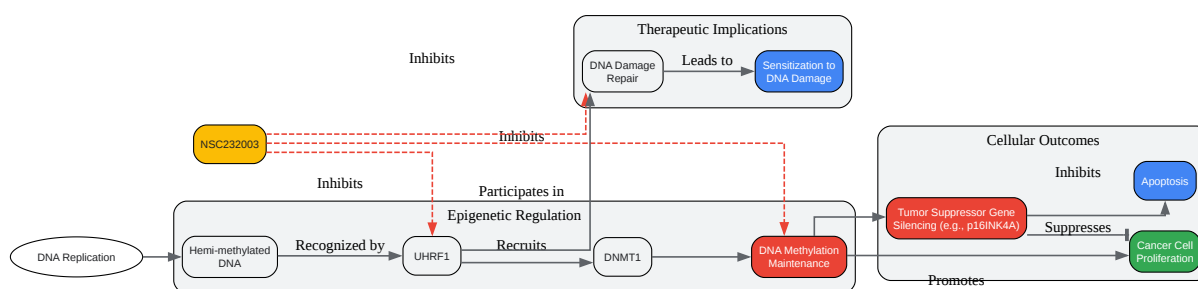 Therapeutic Implications
Inhibits
DNA Damage
Repair
Leads to
Sensitization to
DNA Damage
NSC232003
Inhibits
Cellular Outcomes
Inhibits
Inhibits
Apoptosis
Participates in
Epigenetic Regulation
Tumor Suppressor Gene
Silencing (e.g., p16INK4A)
Suppresses
DNA Replication
Hemi-methylated
DNA
Recognized by
UHRF1
Recruits
DNMT1
DNA Methylation
Maintenance
Cancer Cell
Proliferation
Promotes